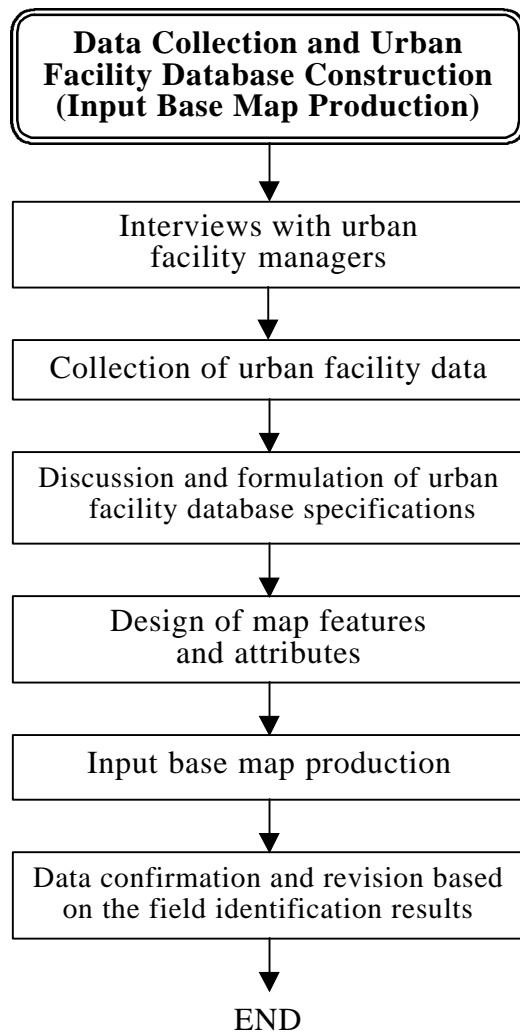 Data Collection and Urban
Facility Database Construction
(Input Base Map Production)
Interviews with urban
facility managers
Collection of urban facility data
Discussion and formulation of urban
facility database specifications
Design of map features
and attributes
Input base map production
Data confirmation and revision based
on the field identification results
END